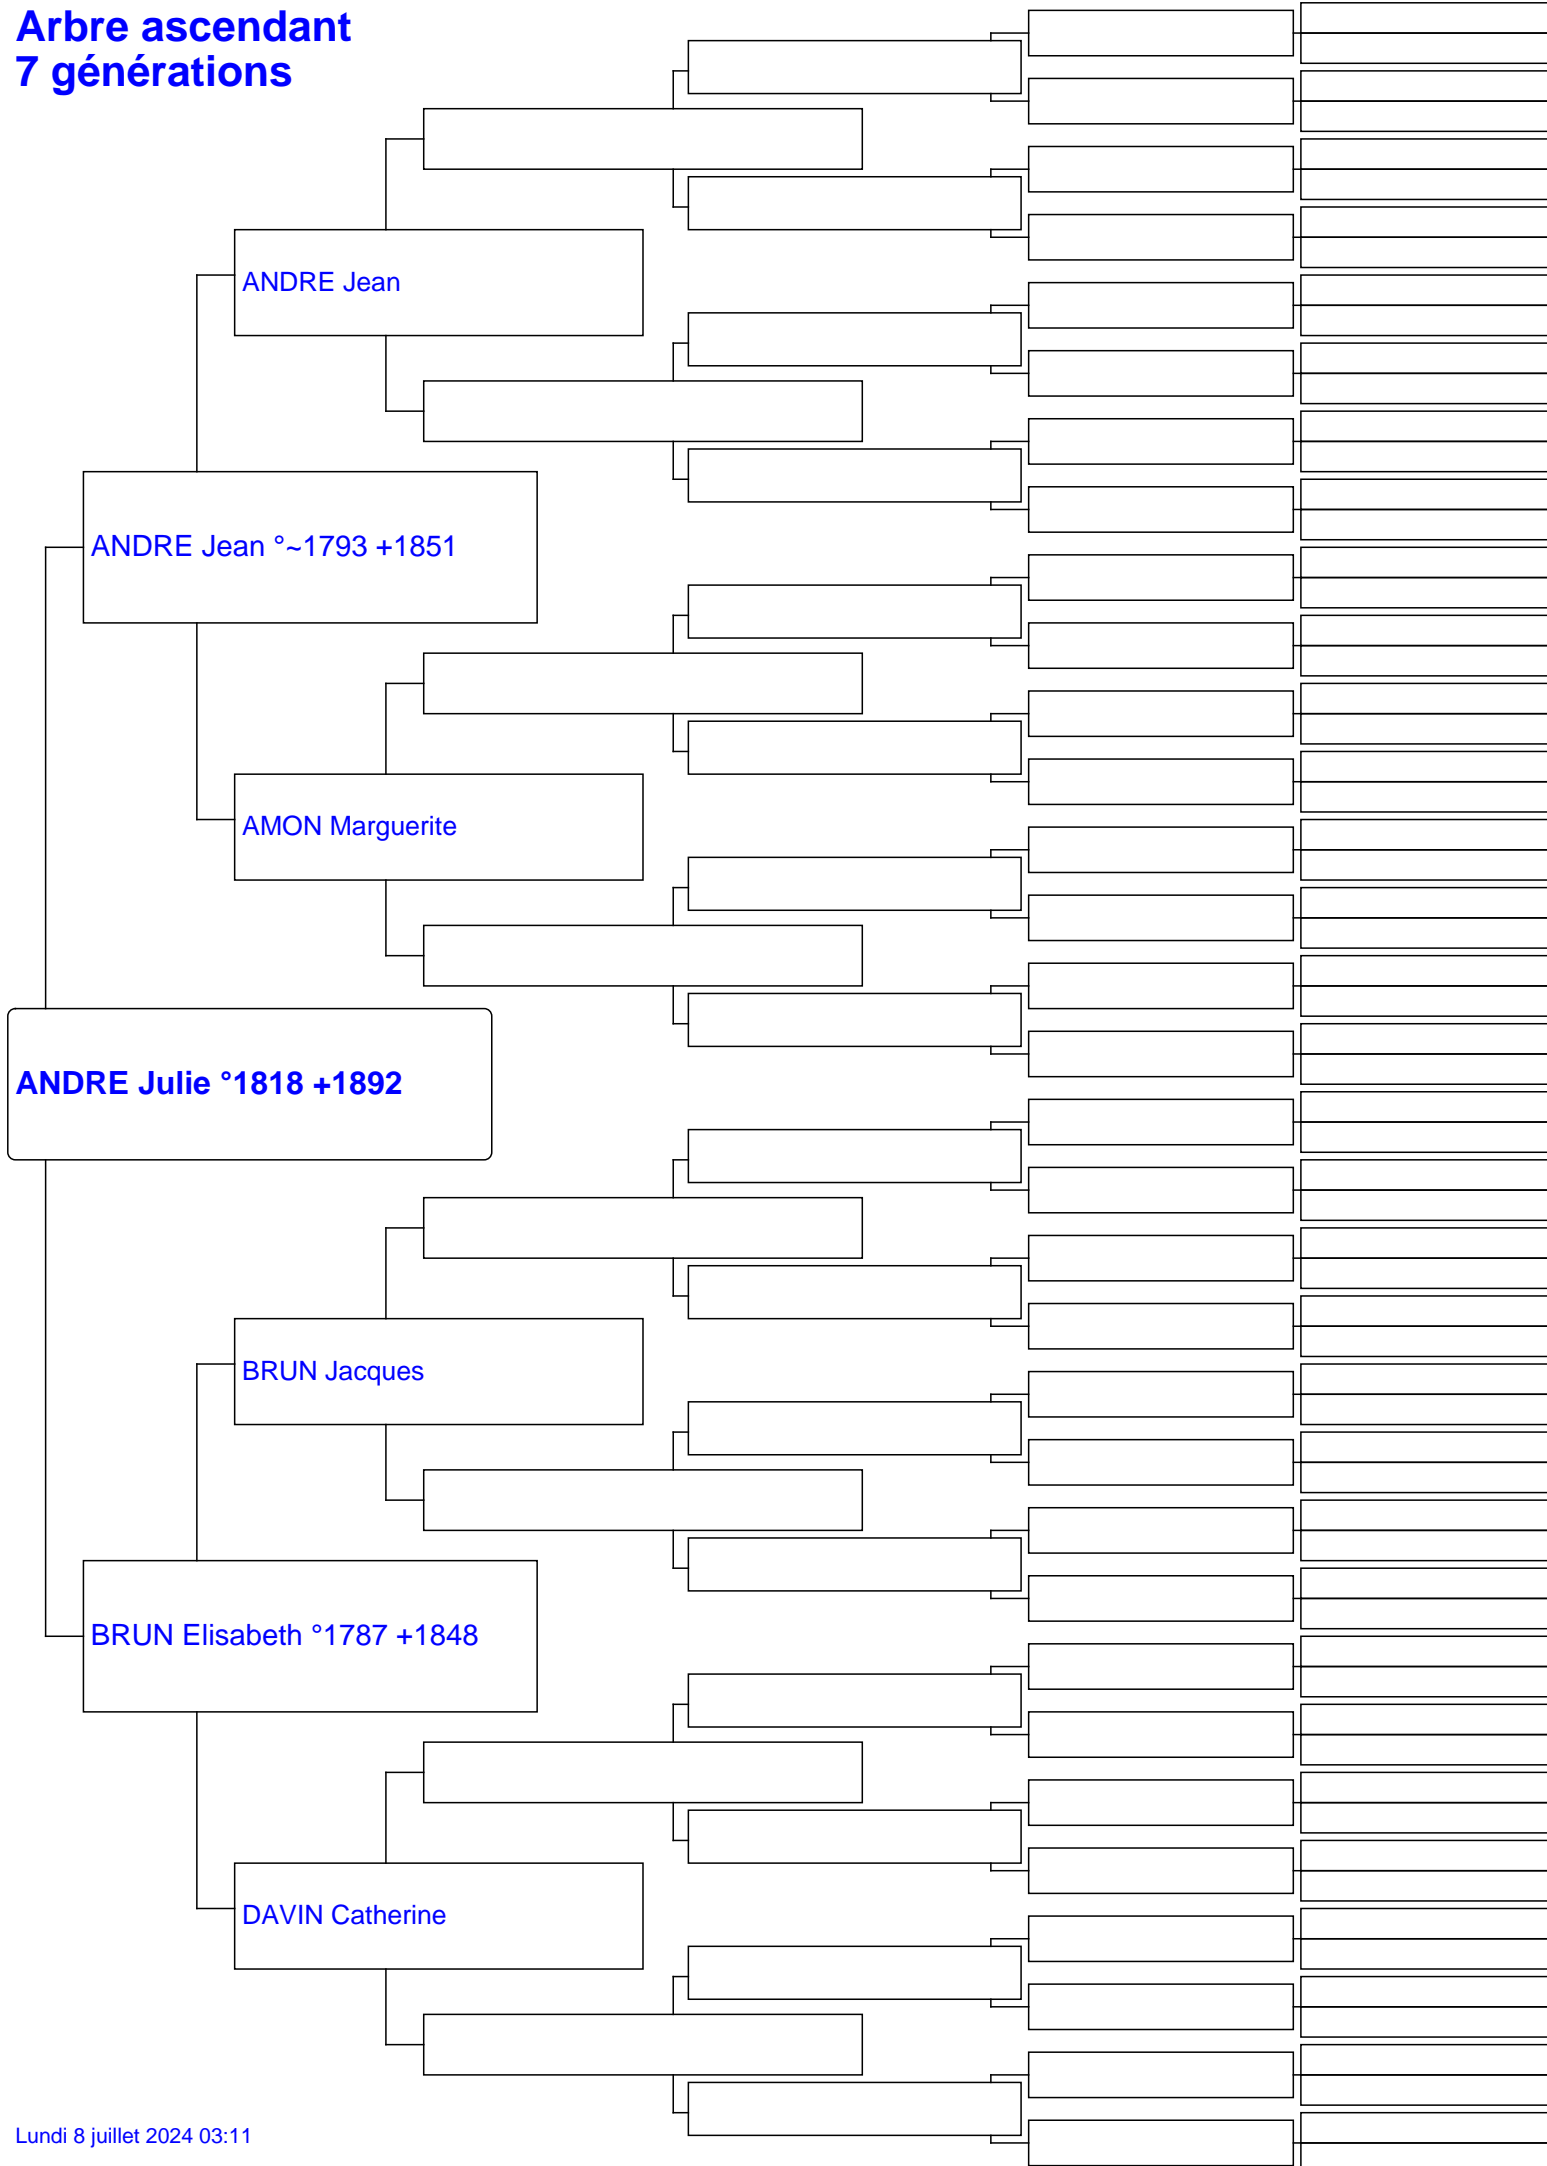 Arbre ascendant
7 générations
ANDRE Jean
ANDRE Jean °~1793 +1851
AMON Marguerite
ANDRE Julie °1818 +1892
BRUN Jacques
BRUN Elisabeth °1787 +1848
DAVIN Catherine
Lundi 8 juillet 2024 03:11